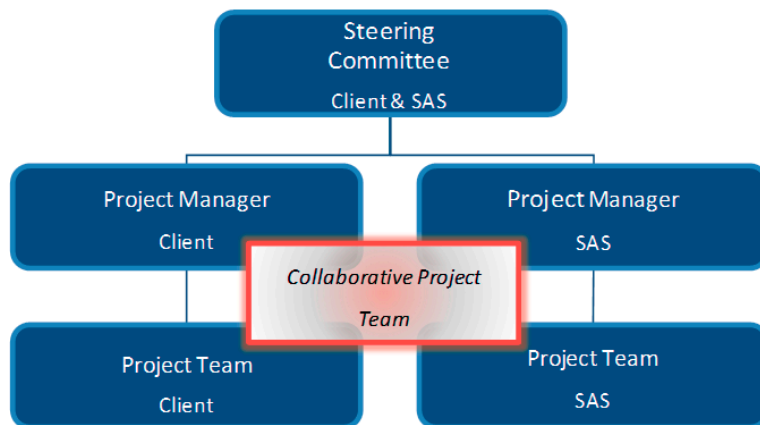 Steering
Committee
Client & SAS
Project Manager
Client
Project Manager
SAS
Collaborative Project
Team
Project Team
Client
Project Team
SAS